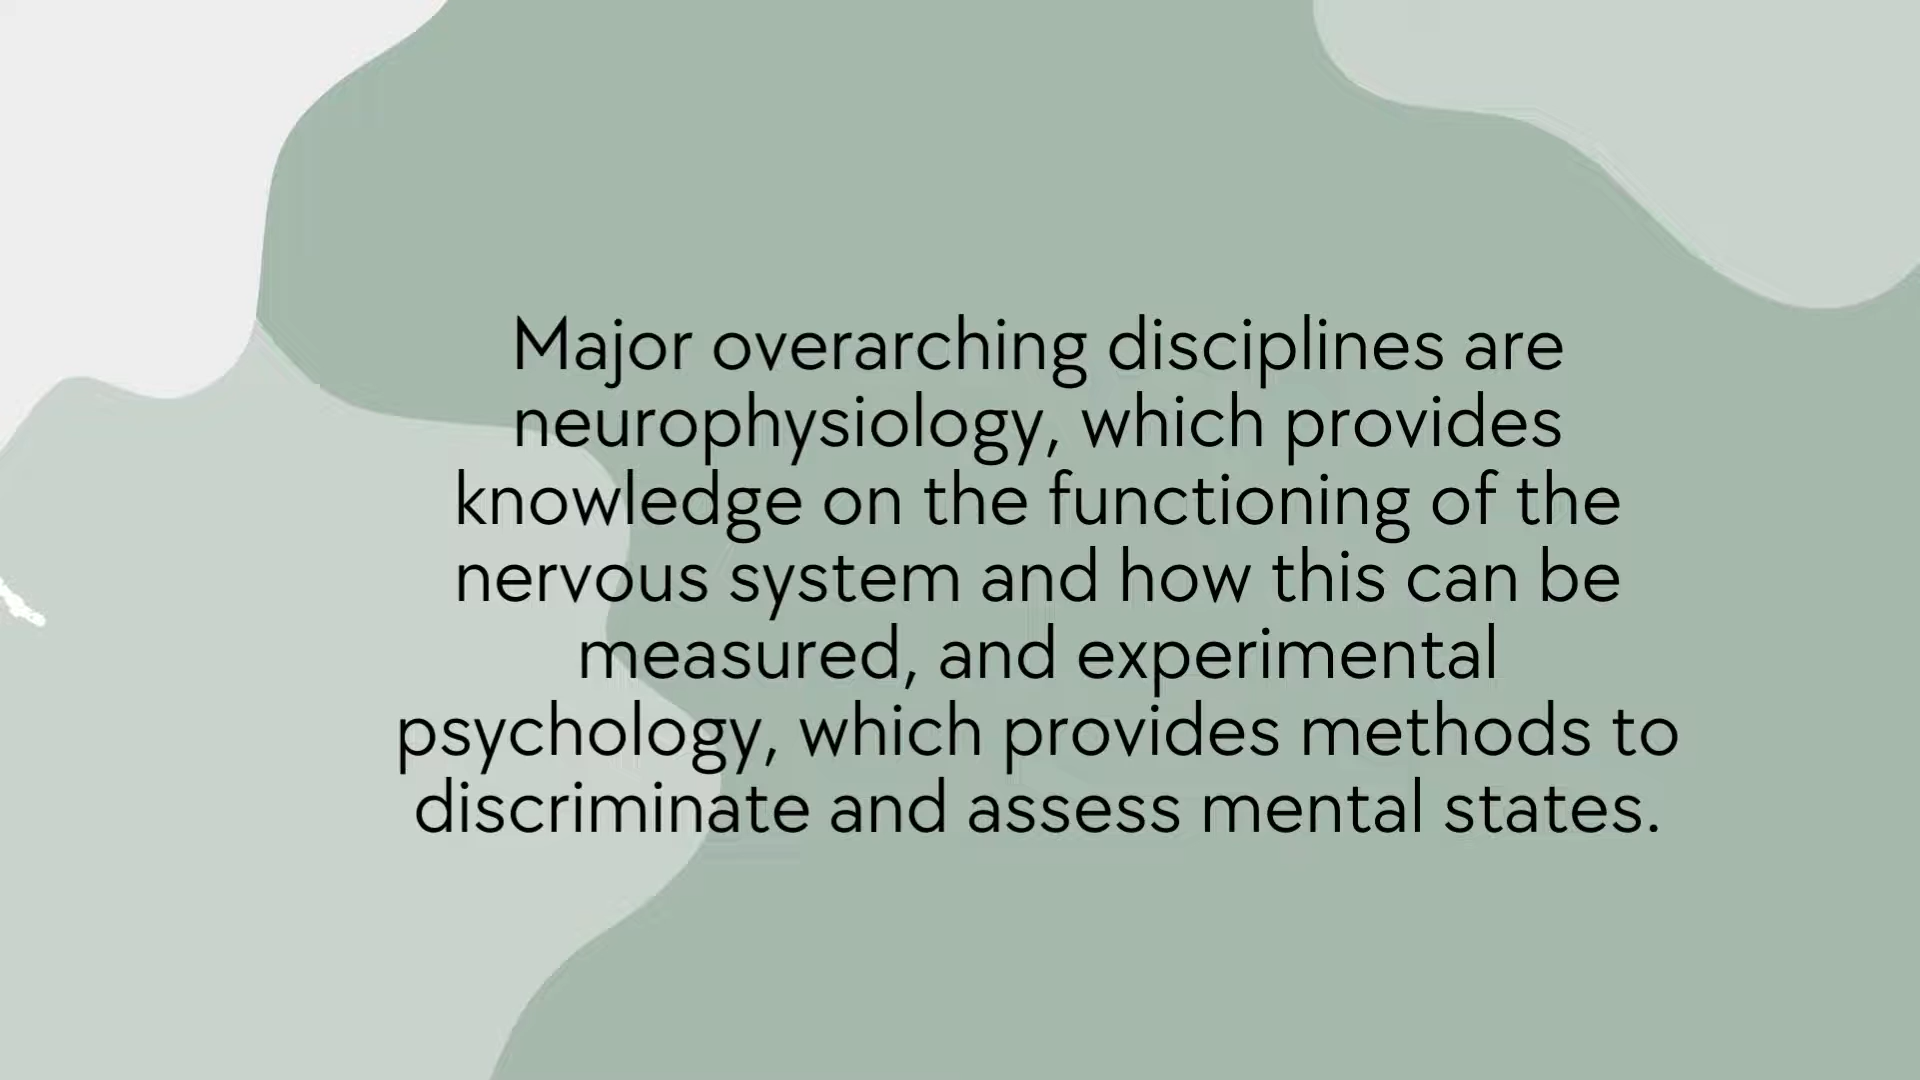 Major overarching disciplines are
neurophysiology, which provides
knowledge on the functioning of the
nervous system and how this can be
measured, and experimental
psychology, which provides methods to
discriminate and assess mental states.